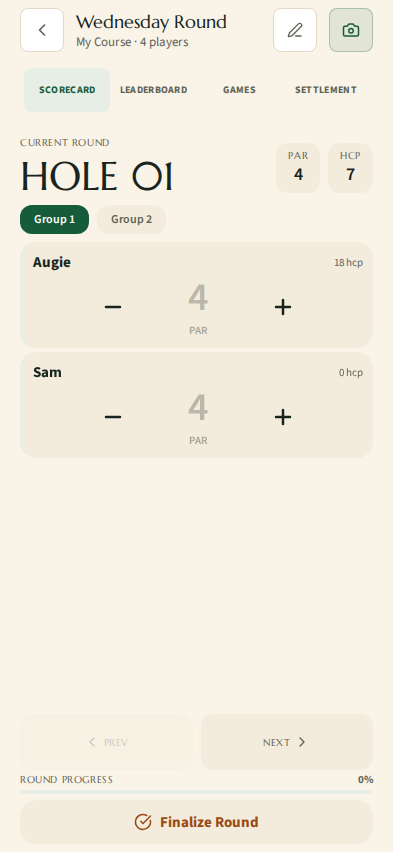 Wednesday Round
My Course · 4 players
SCORECARD
LEADERBOARD
GAMES
SETTLEMENT
CURRENT ROUND
HOLE 01
PAR
4
HCP
7
Group 1
Group 2
Augie
18 hcp
4
PAR
Sam
0 hcp
4
PAR
PREV
NEXT
ROUND PROGRESS
0%
Finalize Round